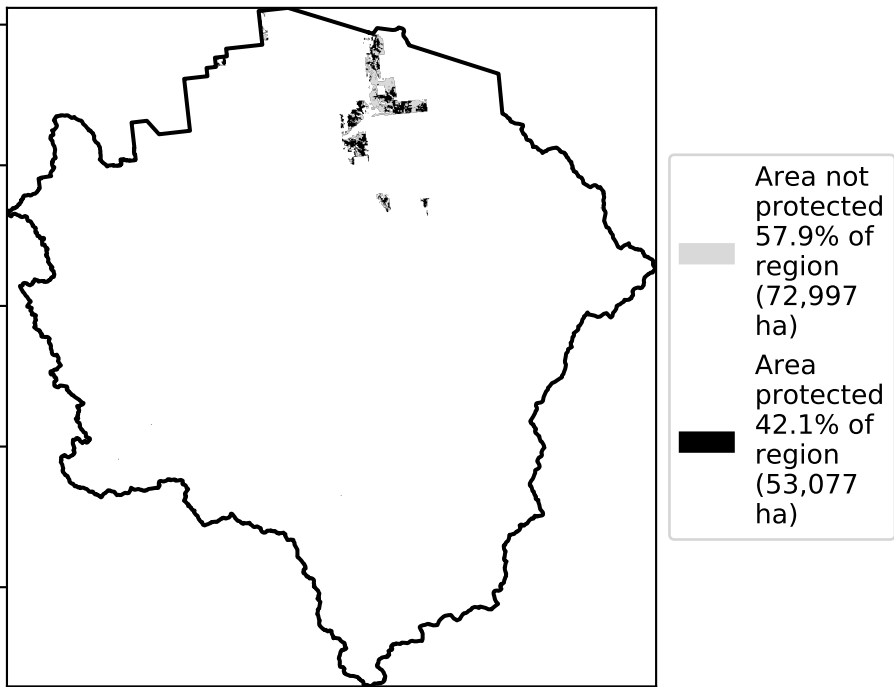 Area not
protected
57.9% of
region
(72,997
ha)
Area
protected
42.1% of
region
(53,077
ha)